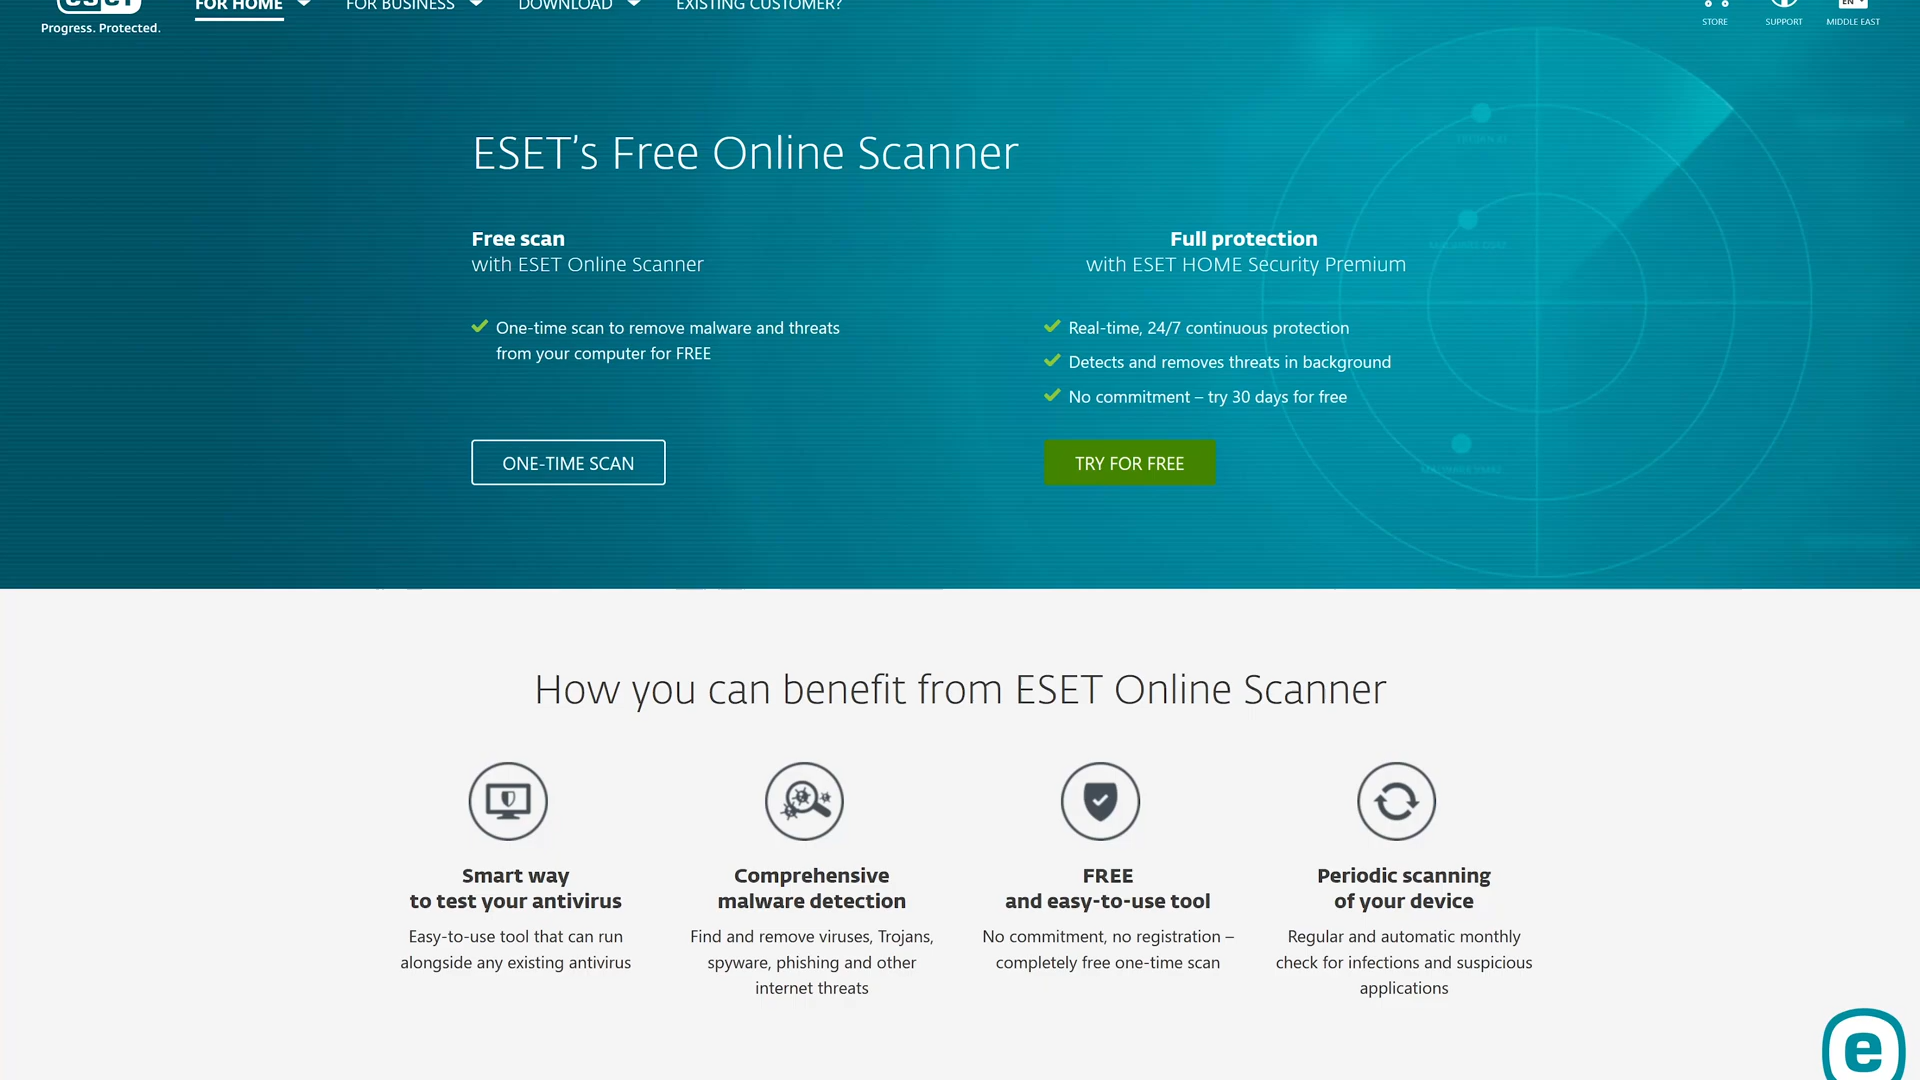 eset
Progress. Protected.
FOR HOME
FOR BUSINESS
DOWNLOAD
EXISTING CUSTOMER?
STORE
SUPPORT
EN
MIDDLE EAST
ESET’s Free Online Scanner
Free scan
with ESET Online Scanner
One-time scan to remove malware and threats
from your computer for FREE
ONE-TIME SCAN
Full protection
with ESET HOME Security Premium
Real-time, 24/7 continuous protection
Detects and removes threats in background
No commitment – try 30 days for free
TRY FOR FREE
How you can benefit from ESET Online Scanner
Smart way
to test your antivirus
Easy-to-use tool that can run
alongside any existing antivirus
Comprehensive
malware detection
Find and remove viruses, Trojans,
spyware, phishing and other
internet threats
FREE
and easy-to-use tool
No commitment, no registration –
completely free one-time scan
Periodic scanning
of your device
Regular and automatic monthly
check for infections and suspicious
applications
e